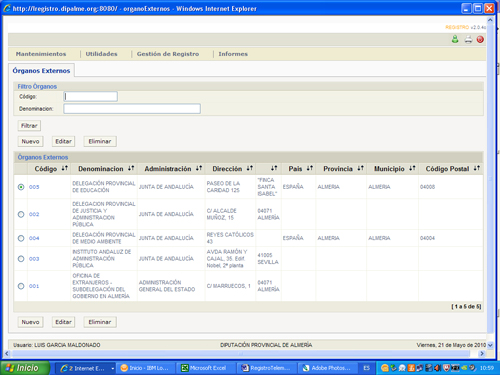 http://registro.dipalme.org:8080/ - organoExternos - Windows Internet Explorer
REGISTRO v2.0.4c
Mantenimientos Utilidades Gestión de Registro Informes
Órganos Externos
Filtro Órganos
Código:
Denominacion:
Filtrar
Nuevo Editar Eliminar
Órganos Externos
Código Denominacion Administración Dirección País Provincia Municipio Código Postal
005 DELEGACIÓN PROVINCIAL DE EDUCACIÓN JUNTA DE ANDALUCÍA PASEO DE LA CARIDAD 125 "FINCA SANTA ISABEL" ESPAÑA ALMERIA ALMERIA 04008
002 DELEGACIÓN PROVINCIAL DE JUSTICIA Y ADMINISTRACIÓN PÚBLICA JUNTA DE ANDALUCÍA C/ ALCALDE MUÑOZ, 15 04071 ALMERÍA
004 DELEGACIÓN PROVINCIAL DE MEDIO AMBIENTE JUNTA DE ANDALUCÍA REYES CATÓLICOS 43 ESPAÑA ALMERIA ALMERIA 04004
003 INSTITUTO ANDALUZ DE ADMINISTRACIÓN PÚBLICA JUNTA DE ANDALUCÍA AVDA RAMÓN Y CAJAL, 35. Edif. Nobel, 2ª planta 41005 SEVILLA
001 OFICINA DE EXTRANJEROS - SUBDELEGACIÓN DEL GOBIERNO EN ALMERÍA ADMINISTRACIÓN GENERAL DEL ESTADO C/ MARRUECOS, 1 04071 ALMERÍA
[ 1 a 5 de 5]
Nuevo Editar Eliminar
Usuario: LUIS GARCIA MALDONADO DIPUTACIÓN PROVINCIAL DE ALMERÍA Viernes, 21 de Mayo de 2010
Inicio 2 Internet E... Inicio - IBM Lo... Microsoft Excel RegistroTelem... Adobe Photos... ES 10:59